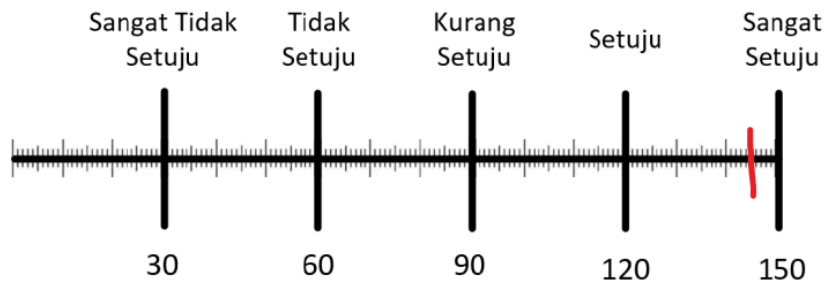 Sangat Tidak
Setuju
Tidak
Setuju
Kurang
Setuju
Setuju
Sangat
Setuju
30
60
90
120
150